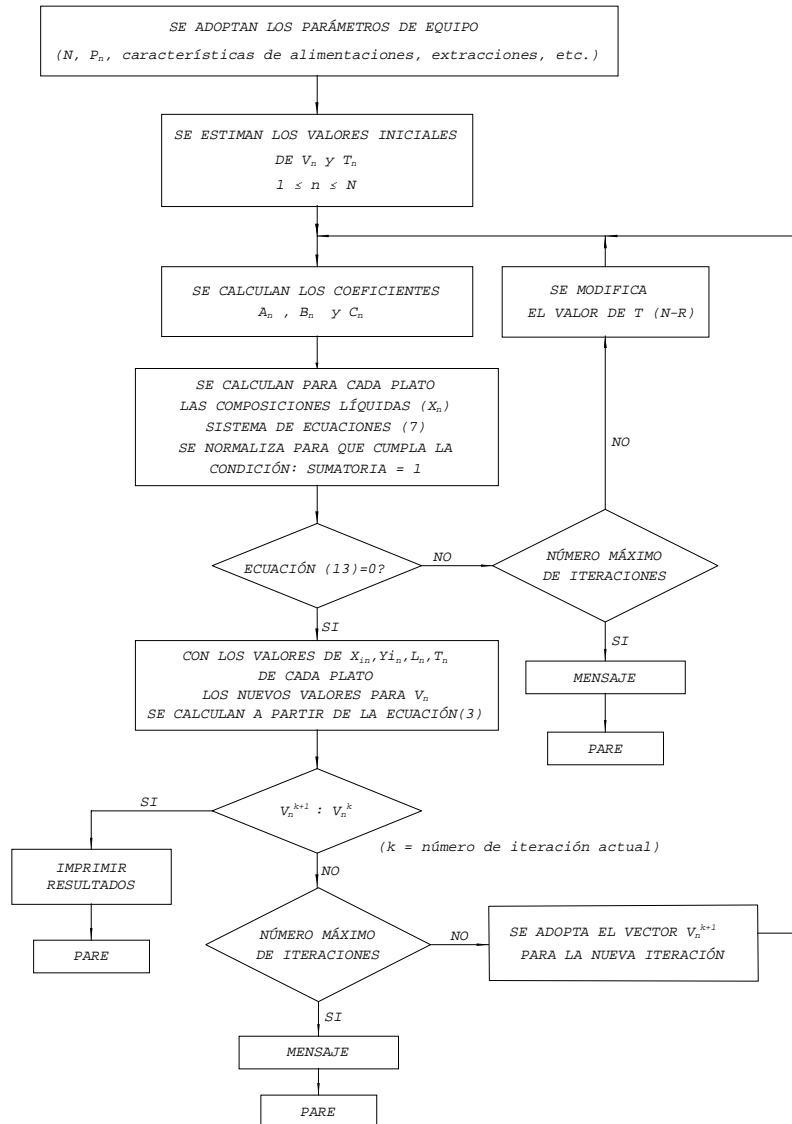 SE ADOPTAN LOS PARÁMETROS DE EQUIPO
(N, Pn, características de alimentaciones, extracciones, etc.)
SE ESTIMAN LOS VALORES INICIALES
DE Vn y Tn
1 ≤ n ≤ N
SE CALCULAN LOS COEFICIENTES
An , Bn y Cn
SE MODIFICA
EL VALOR DE T (N-R)
SE CALCULAN PARA CADA PLATO
LAS COMPOSICIONES LÍQUIDAS (Xn)
SISTEMA DE ECUACIONES (7)
SE NORMALIZA PARA QUE CUMPLA LA
CONDICIÓN: SUMATORIA = 1
NO
ECUACIÓN (13)=0?
NO
NÚMERO MÁXIMO
DE ITERACIONES
SI
SI
CON LOS VALORES DE Xin,Yin,Ln,Tn
DE CADA PLATO
LOS NUEVOS VALORES PARA Vn
SE CALCULAN A PARTIR DE LA ECUACIÓN(3)
MENSAJE
PARE
SI
Vn^k+1 : Vn^k
(k = número de iteración actual)
IMPRIMIR
RESULTADOS
NO
PARE
NÚMERO MÁXIMO
DE ITERACIONES
NO
SE ADOPTA EL VECTOR Vn^k+1
PARA LA NUEVA ITERACIÓN
SI
MENSAJE
PARE